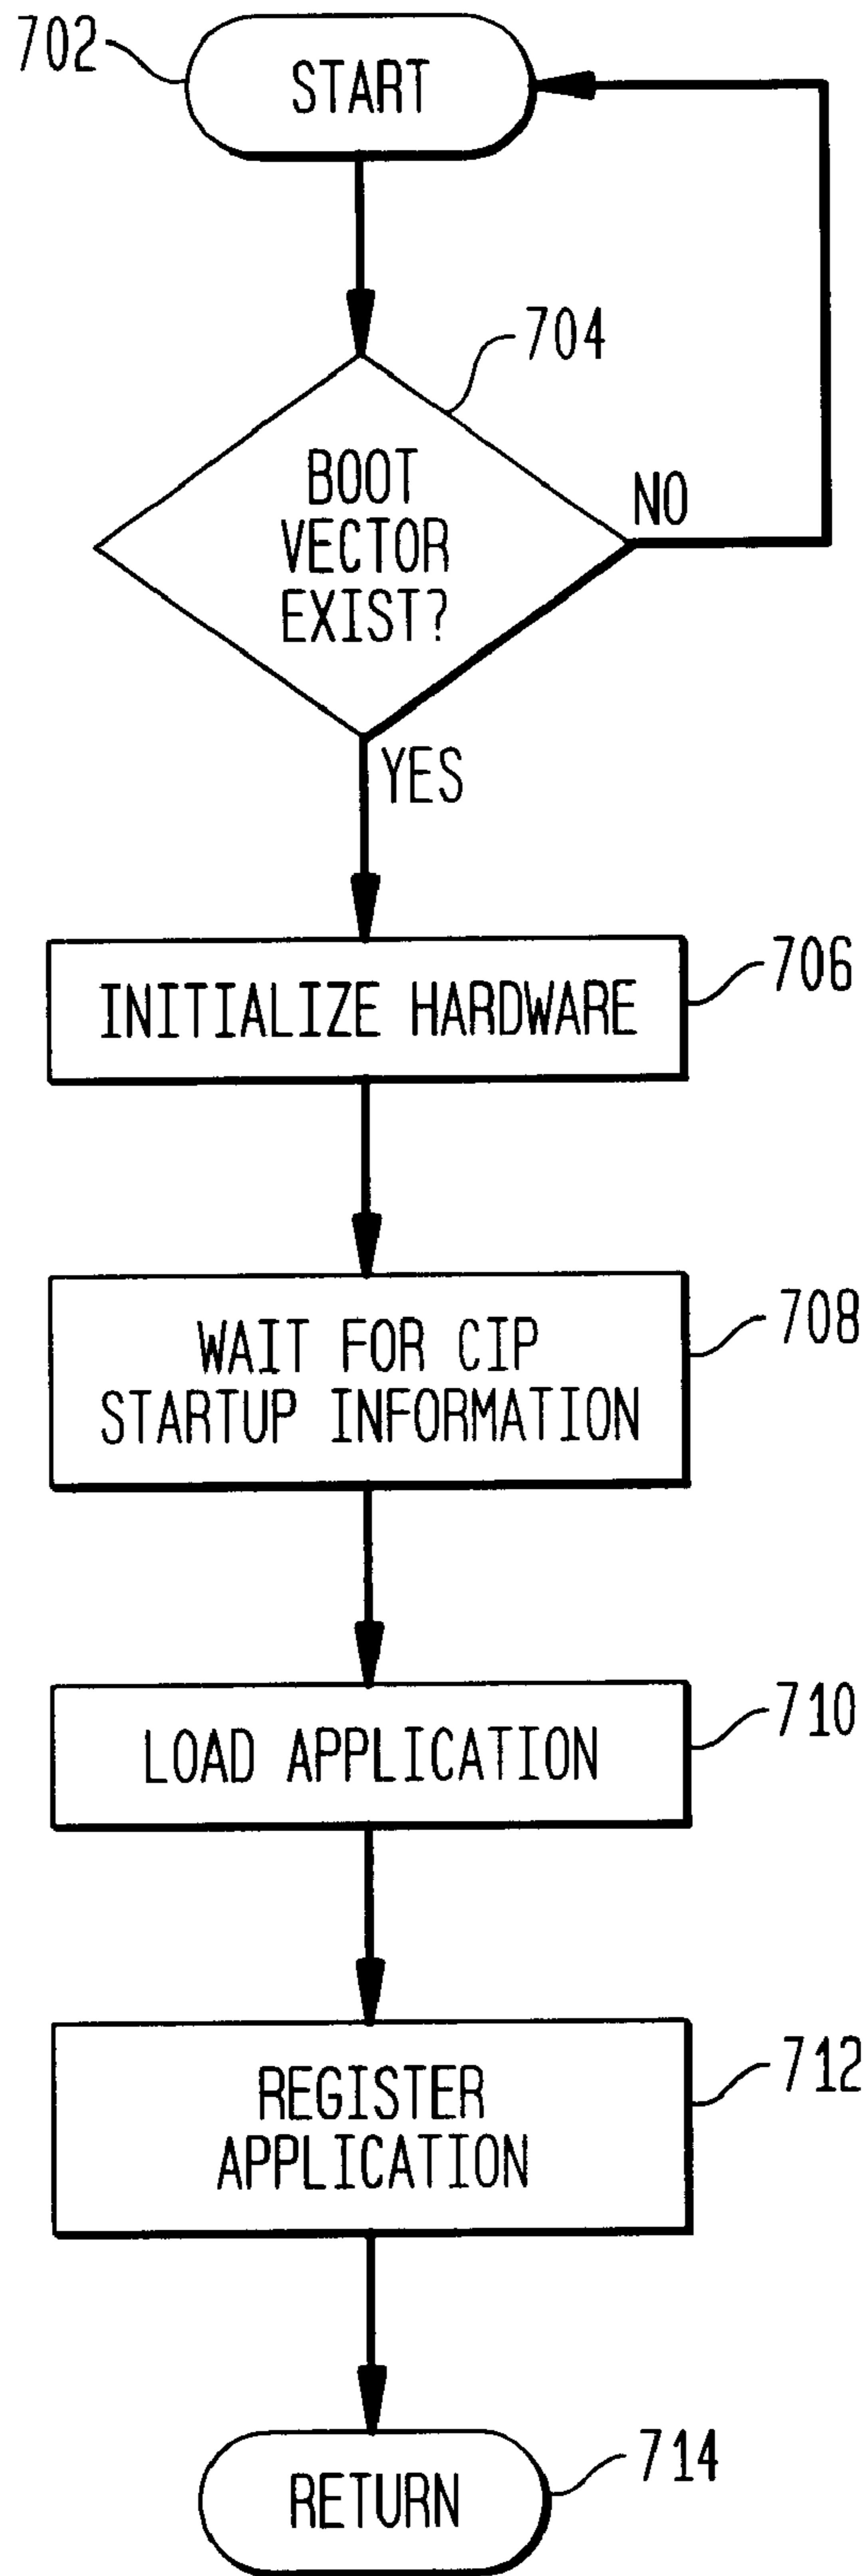 702
START
704
BOOT
VECTOR
EXIST?
NO
YES
INITIALIZE HARDWARE
706
WAIT FOR CIP
STARTUP INFORMATION
708
LOAD APPLICATION
710
REGISTER
APPLICATION
712
RETURN
714